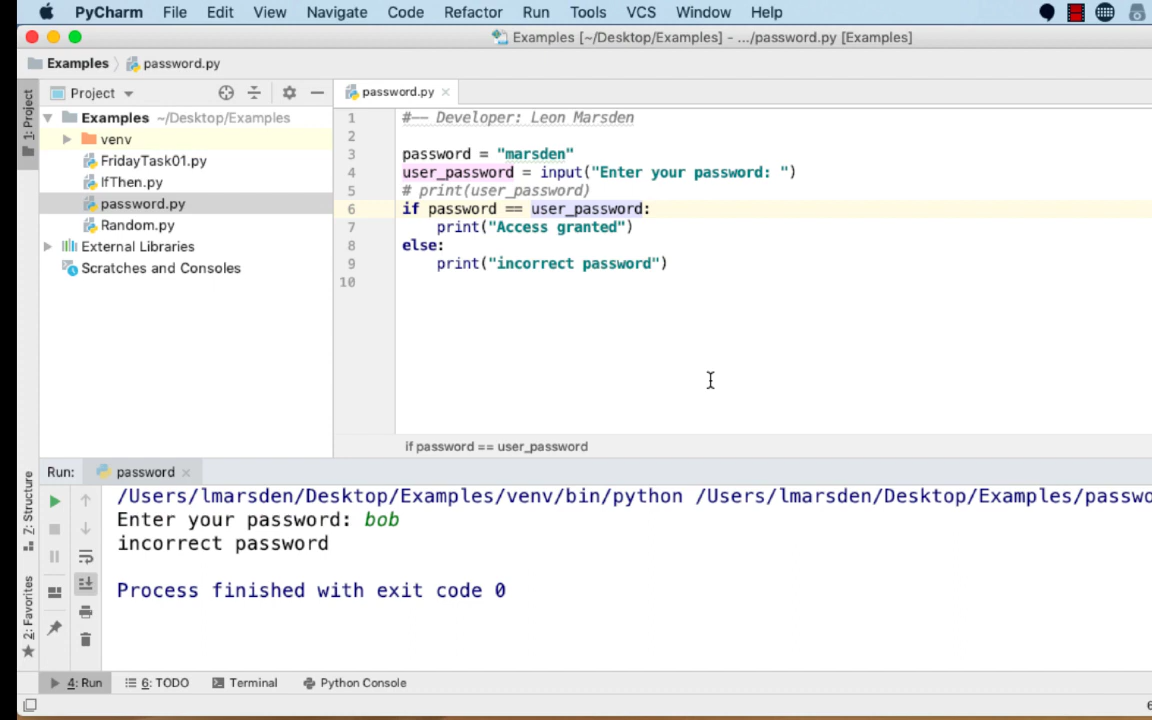 PyCharm File Edit View Navigate Code Refactor Run Tools VCS Window Help
Examples [~/Desktop/Examples] - .../password.py [Examples]
Examples password.py
1: Project
Project
password.py
Examples ~/Desktop/Examples
venv
FridayTask01.py
IfThen.py
password.py
Random.py
External Libraries
Scratches and Consoles
1 #-- Developer: Leon Marsden
2
3 password = "marsden"
4 user_password = input("Enter your password: ")
5 # print(user_password)
6 if password == user_password:
7 print("Access granted")
8 else:
9 print("incorrect password")
10
if password == user_password
Run: password
Z: Structure
2: Favorites
/Users/lmarsden/Desktop/Examples/venv/bin/python /Users/lmarsden/Desktop/Examples/passwo
Enter your password: bob
incorrect password
Process finished with exit code 0
4: Run 6: TODO Terminal Python Console
6